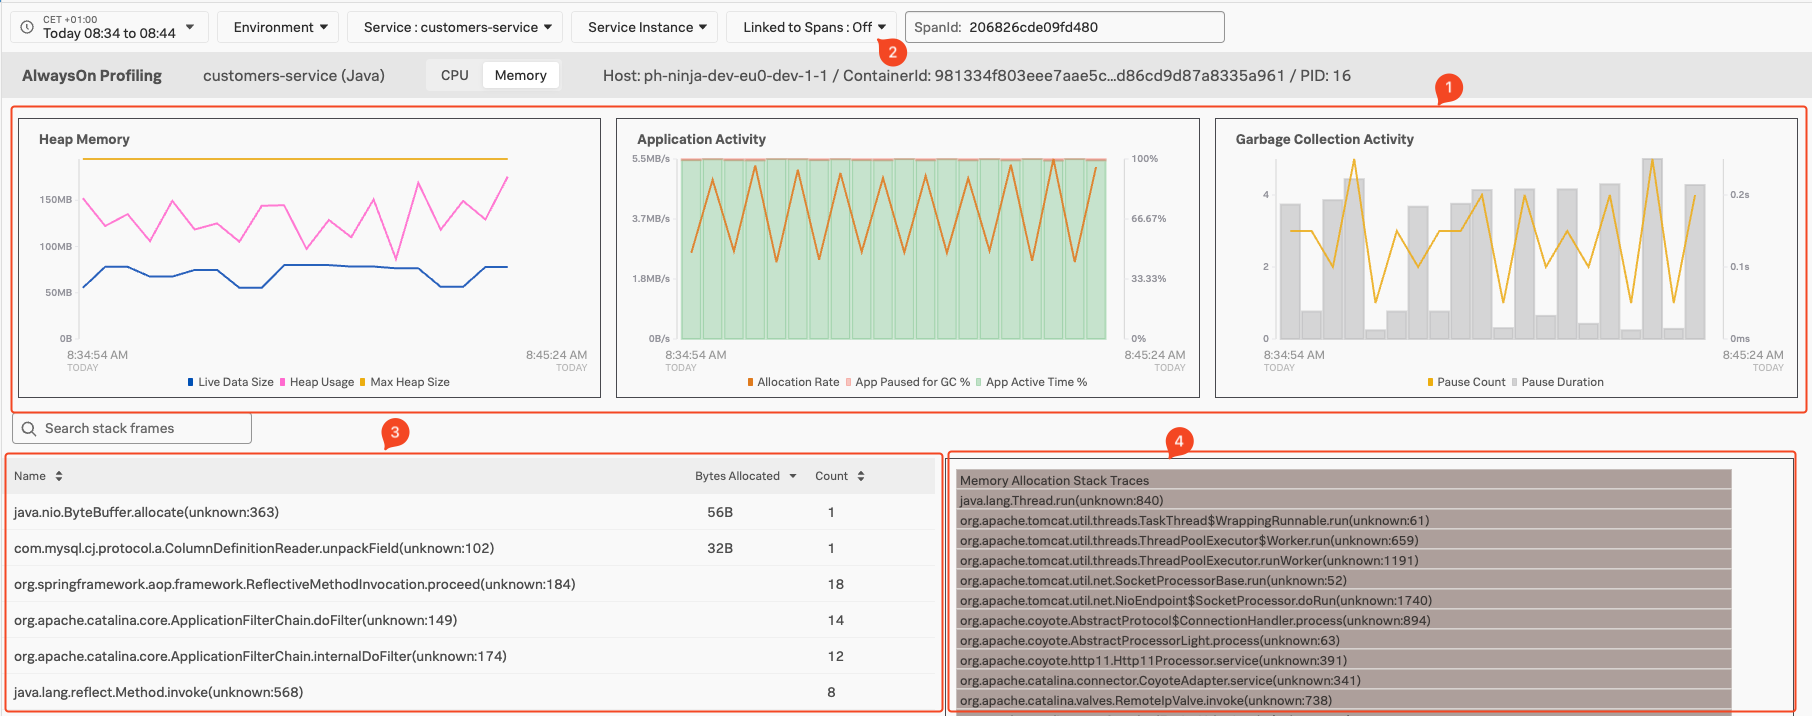 CET +01:00
Today 08:34 to 08:44
Environment
Service : customers-service
Service Instance
Linked to Spans : Off
SpanId: 206826cde09fd480
2
AlwaysOn Profiling
customers-service (Java)
CPU
Memory
Host: ph-ninja-dev-eu0-dev-1-1 / ContainerId: 981334f803eee7aae5c...d86cd9d87a8335a961 / PID: 16
1
Heap Memory
150MB
100MB
50MB
0B
8:34:54 AM
TODAY
8:45:24 AM
TODAY
Live Data Size Heap Usage Max Heap Size
Application Activity
5.5MB/s
3.7MB/s
1.8MB/s
0B/s
100%
66.67%
33.33%
0%
8:34:54 AM
TODAY
8:45:24 AM
TODAY
Allocation Rate App Paused for GC % App Active Time %
Garbage Collection Activity
4
2
0
0.2s
0.1s
0ms
8:34:54 AM
TODAY
8:45:24 AM
TODAY
Pause Count Pause Duration
Search stack frames
3
Name Bytes Allocated Count
java.nio.ByteBuffer.allocate(unknown:363) 56B 1
com.mysql.cj.protocol.a.ColumnDefinitionReader.unpackField(unknown:102) 32B 1
org.springframework.aop.framework.ReflectiveMethodInvocation.proceed(unknown:184) 18
org.apache.catalina.core.ApplicationFilterChain.doFilter(unknown:149) 14
org.apache.catalina.core.ApplicationFilterChain.internalDoFilter(unknown:174) 12
java.lang.reflect.Method.invoke(unknown:568) 8
4
Memory Allocation Stack Traces
java.lang.Thread.run(unknown:840)
org.apache.tomcat.util.threads.TaskThread$WrappingRunnable.run(unknown:61)
org.apache.tomcat.util.threads.ThreadPoolExecutor$Worker.run(unknown:659)
org.apache.tomcat.util.threads.ThreadPoolExecutor.runWorker(unknown:1191)
org.apache.tomcat.util.net.SocketProcessorBase.run(unknown:52)
org.apache.tomcat.util.net.NioEndpoint$SocketProcessor.doRun(unknown:1740)
org.apache.coyote.AbstractProtocol$ConnectionHandler.process(unknown:894)
org.apache.coyote.AbstractProcessorLight.process(unknown:63)
org.apache.coyote.http11.Http11Processor.service(unknown:391)
org.apache.catalina.connector.CoyoteAdapter.service(unknown:341)
org.apache.catalina.valves.RemoteIpValve.invoke(unknown:738)